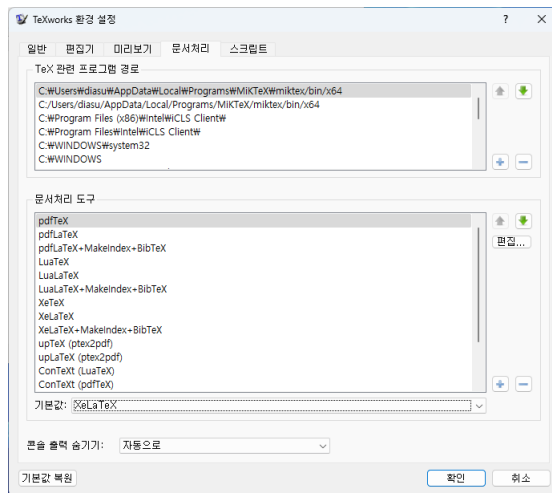 TeXworks 환경 설정
일반 편집기 미리보기 문서처리 스크립트
TeX 관련 프로그램 경로
C:₩Users₩diasu₩AppData₩Local₩Programs₩MiKTeX₩miktex/bin/x64
C:/Users/diasu/AppData/Local/Programs/MiKTeX/miktex/bin/x64
C:₩Program Files (x86)₩Intel₩iCLS Client₩
C:₩Program Files₩Intel₩iCLS Client₩
C:₩WINDOWS₩system32
C:₩WINDOWS
문서처리 도구
pdfTeX
pdfLaTeX
편집...
pdfLaTeX+MakeIndex+BibTeX
LuaTeX
LuaLaTeX
LuaLaTeX+MakeIndex+BibTeX
XeTeX
XeLaTeX
XeLaTeX+MakeIndex+BibTeX
upTeX (ptex2pdf)
upLaTeX (ptex2pdf)
ConTeXt (LuaTeX)
ConTeXt (pdfTeX)
기본값: XeLaTeX
콘솔 출력 숨기기: 자동으로
기본값 복원 확인 취소